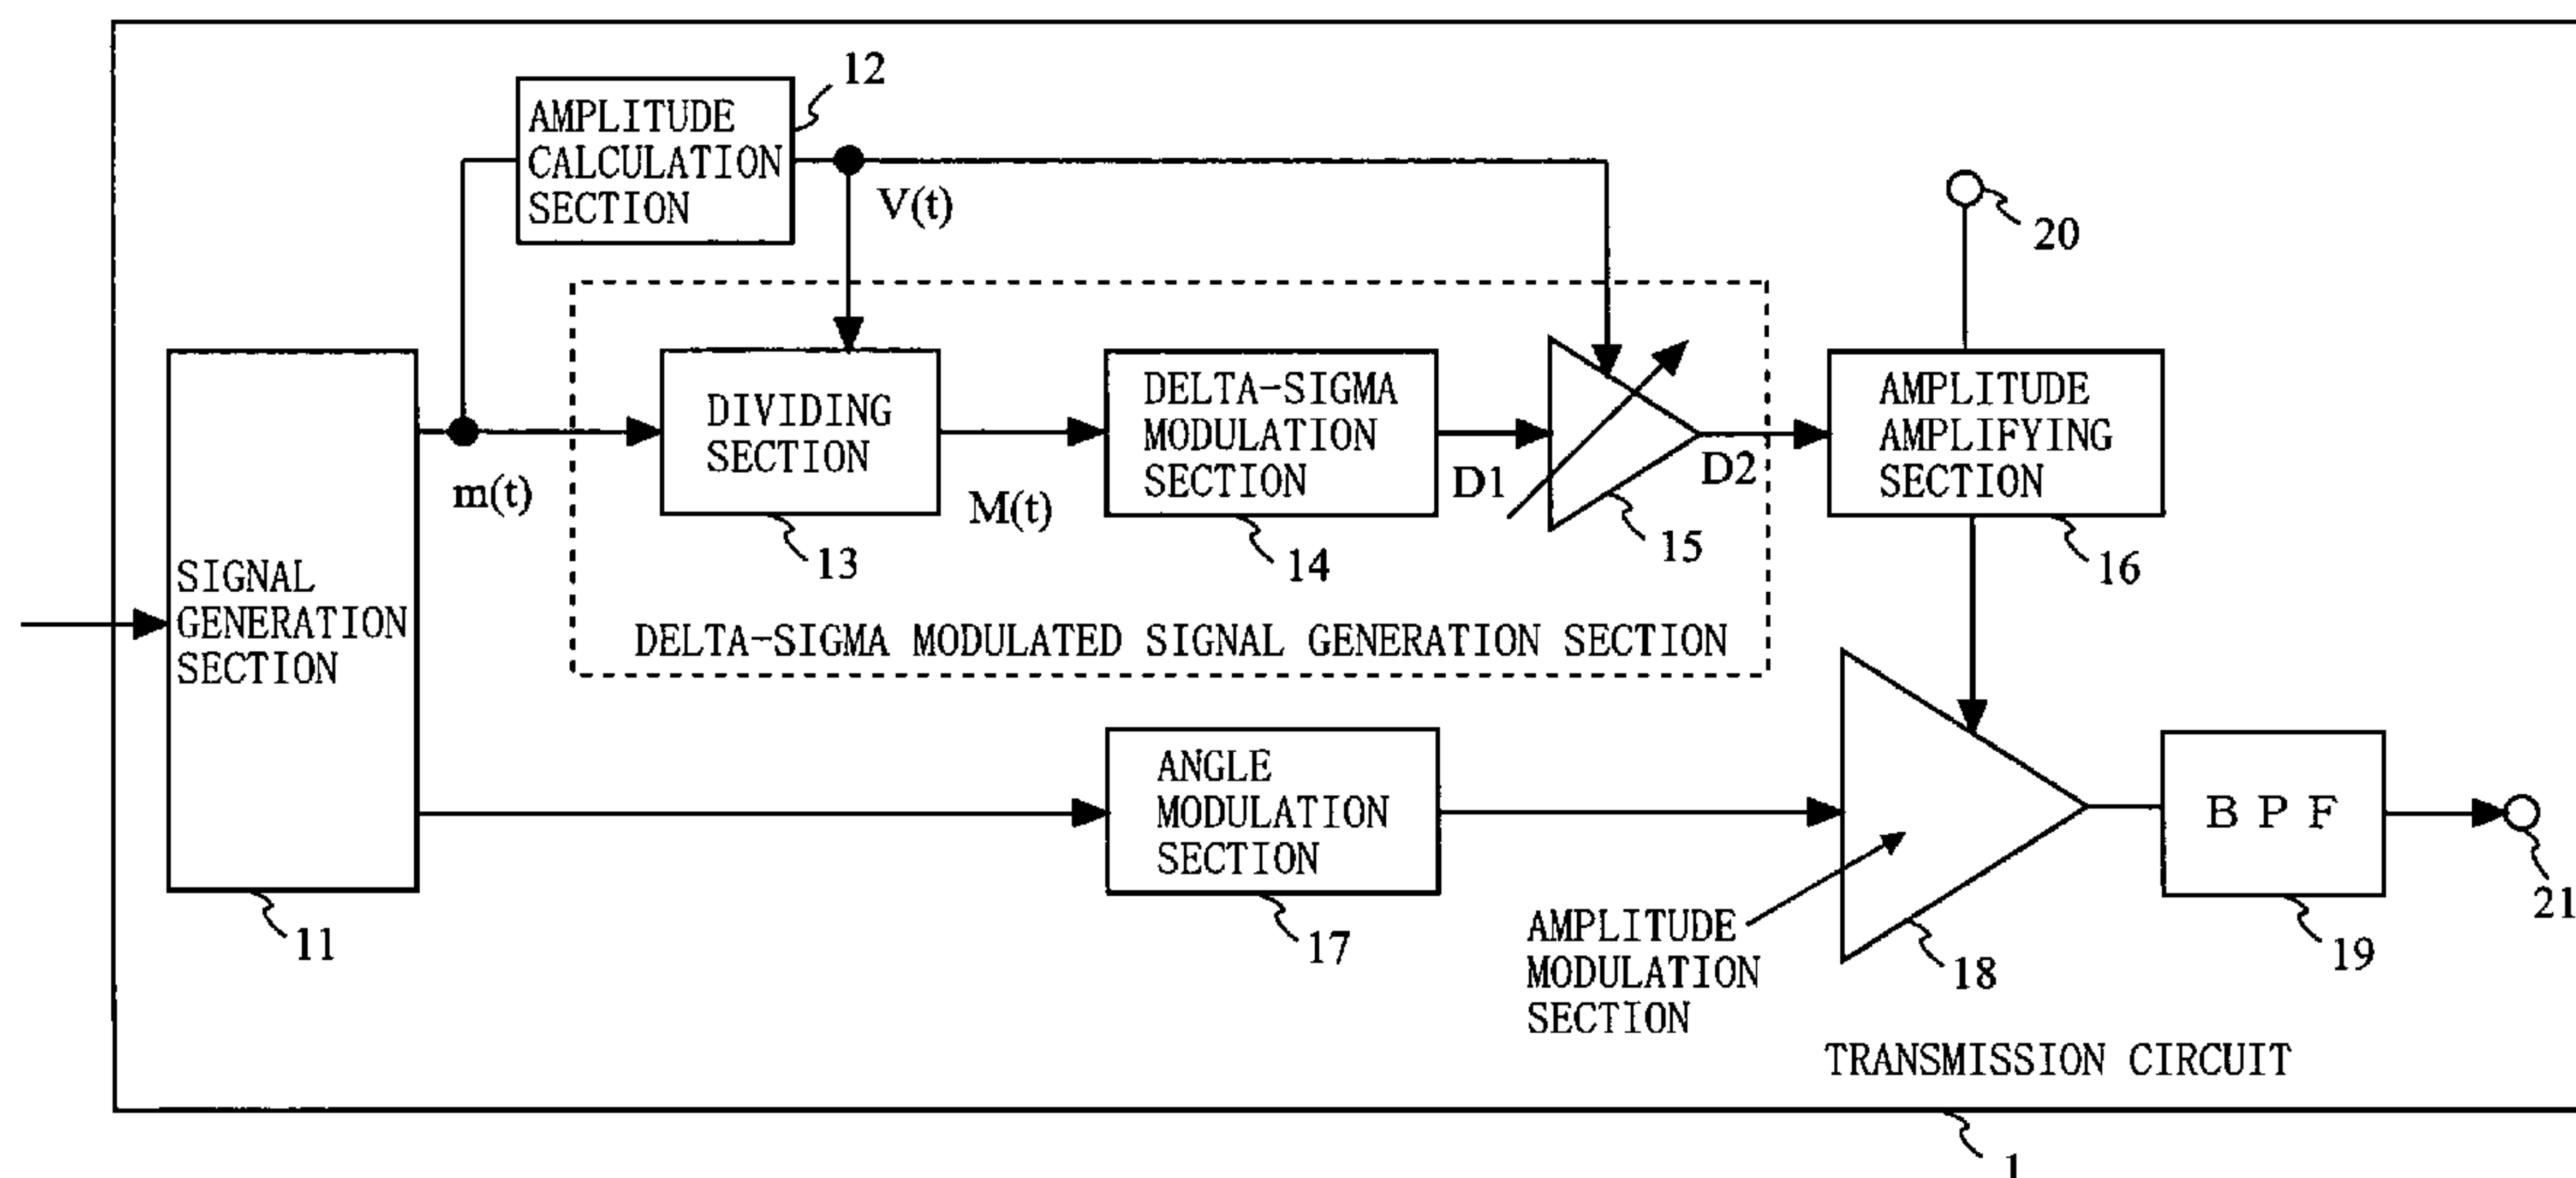 12
AMPLITUDE
CALCULATION
SECTION
V(t)
20
DIVIDING
SECTION
DELTA-SIGMA
MODULATION
SECTION
AMPLITUDE
AMPLIFYING
SECTION
m(t)
M(t)
D1
D2
13
14
15
16
SIGNAL
GENERATION
SECTION
DELTA-SIGMA MODULATED SIGNAL GENERATION SECTION
ANGLE
MODULATION
SECTION
B P F
21
11
17
AMPLITUDE
MODULATION
SECTION
18
19
TRANSMISSION CIRCUIT
1